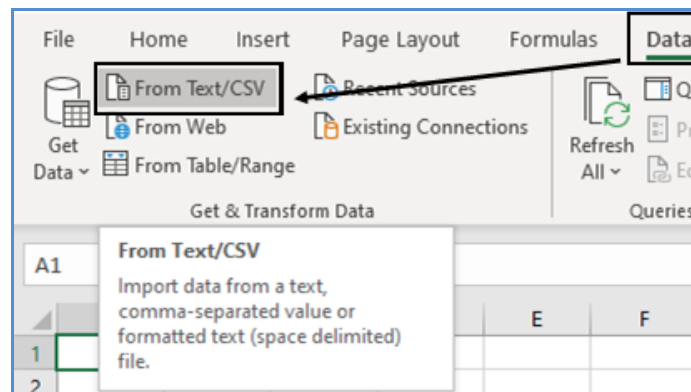 File Home Insert Page Layout Formulas Data
From Text/CSV Recent Sources
From Web Existing Connections
Get Data
From Table/Range
Refresh All
Get & Transform Data Queries
A1
From Text/CSV
Import data from a text,
comma-separated value or
formatted text (space delimited)
file.
E F
1
2